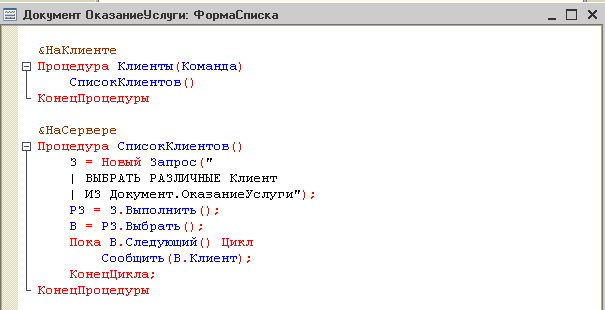 Документ ОказаниеУслуги: ФормаСписка
&НаКлиенте
Процедура Клиенты(Команда)
СписокКлиентов()
КонецПроцедуры
&НаСервере
Процедура СписокКлиентов()
З = Новый Запрос("
| ВЫБРАТЬ РАЗЛИЧНЫЕ Клиент
| ИЗ Документ.ОказаниеУслуги");
РЗ = З.Выполнить();
В = РЗ.Выбрать();
Пока В.Следующий() Цикл
Сообщить(В.Клиент);
КонецЦикла;
КонецПроцедуры